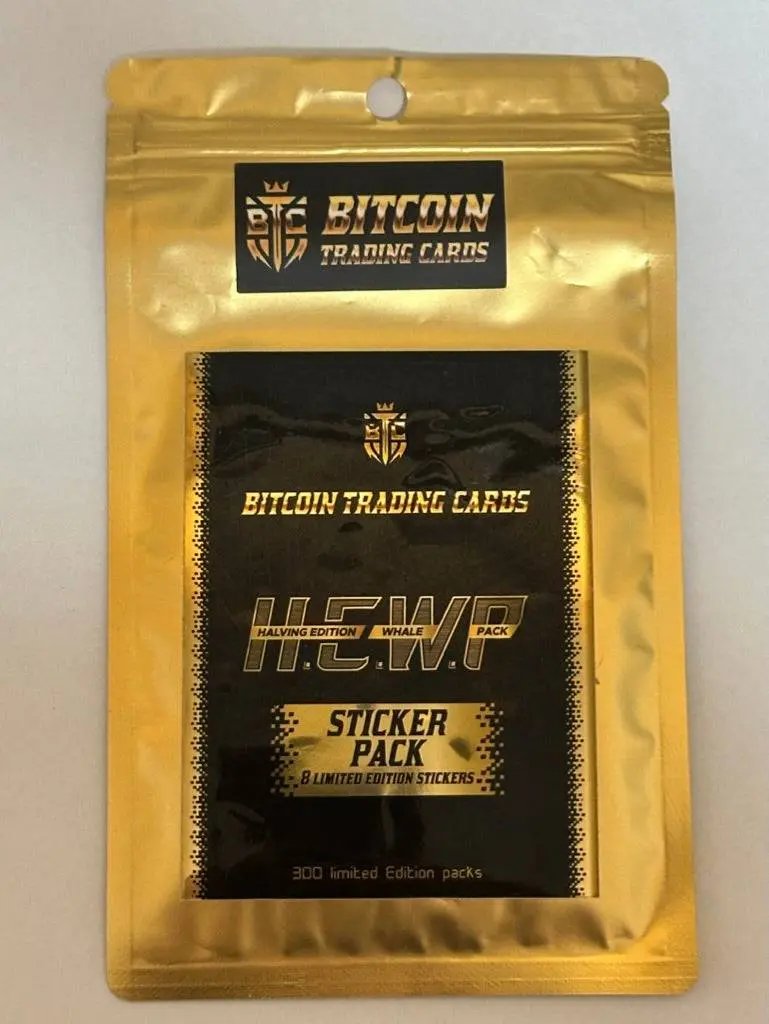 BTC
BITCOIN
TRADING CARDS
BTC
BITCOIN TRADING CARDS
H.E.W.P
HALVING EDITION WHALE PACK
STICKER
PACK
8 LIMITED EDITION STICKERS
300 limited Edition packs